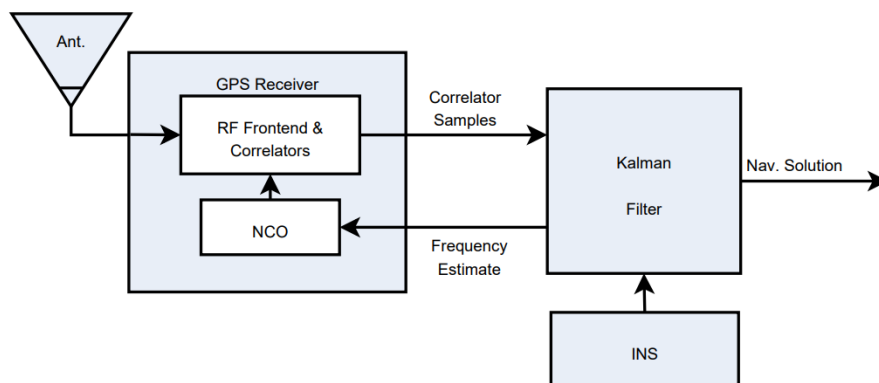 Ant.
GPS Receiver
RF Frontend &
Correlators
NCO
Correlator
Samples
Frequency
Estimate
Kalman
Filter
Nav. Solution
INS